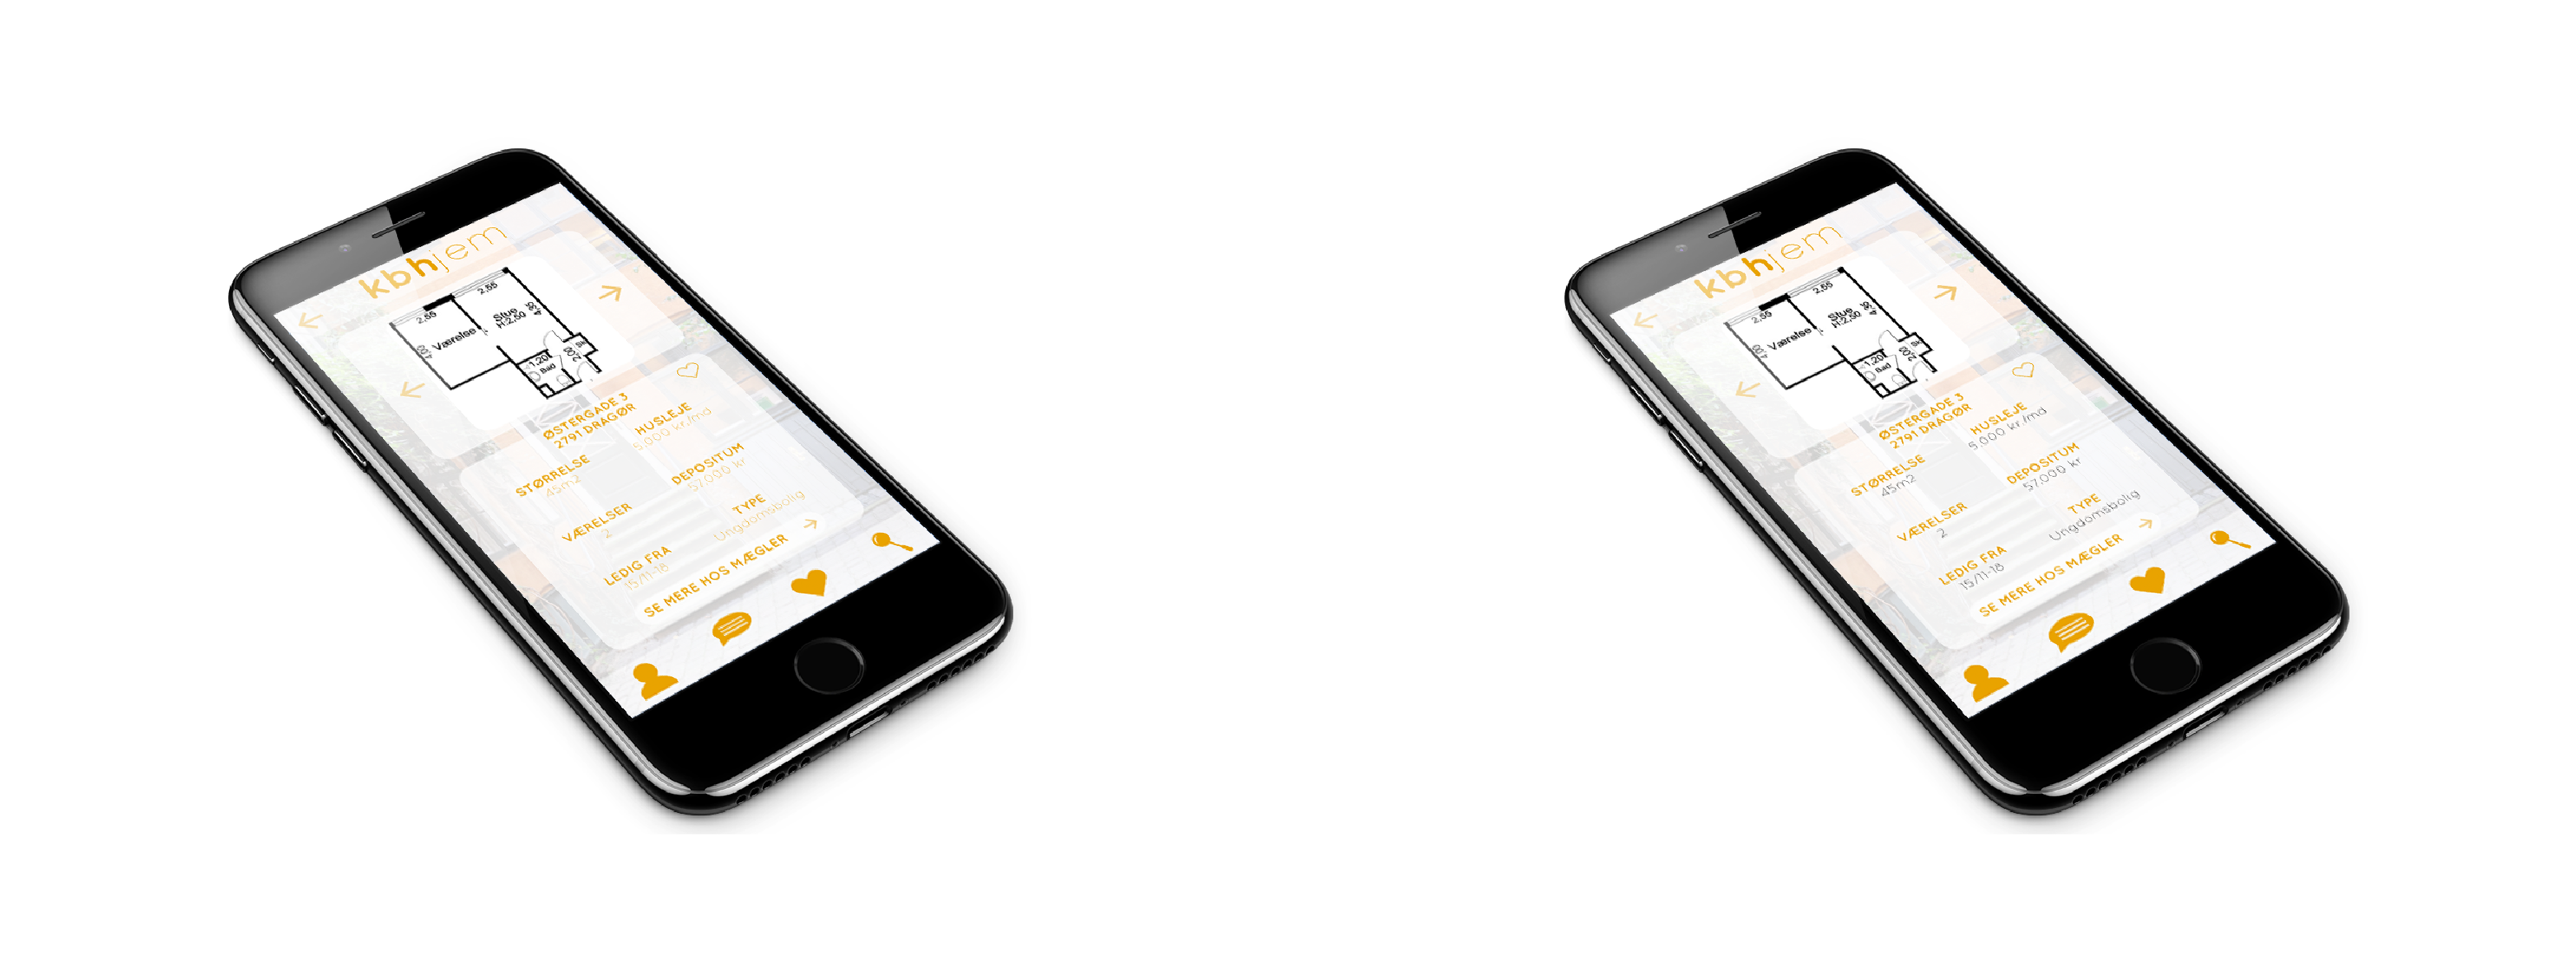 kbhjem
2,55
2,55
Værelse
Stue
H:2,50
4,00
1,20
Bad
ØSTERGADE 3
2791 DRAGØR
HUSLEJE
5.000 kr./md
STØRRELSE
45m2
DEPOSITUM
57.000 kr
VÆRELSER
2
TYPE
Ungdomsbolig
LEDIG FRA
15/11-18
SE MERE HOS MÆGLER
kbhjem
2,55
2,55
Værelse
Stue
H:2,50
4,00
1,20
Bad
ØSTERGADE 3
2791 DRAGØR
HUSLEJE
5.000 kr./md
STØRRELSE
45m2
DEPOSITUM
57.000 kr
VÆRELSER
2
TYPE
Ungdomsbolig
LEDIG FRA
15/11-18
SE MERE HOS MÆGLER